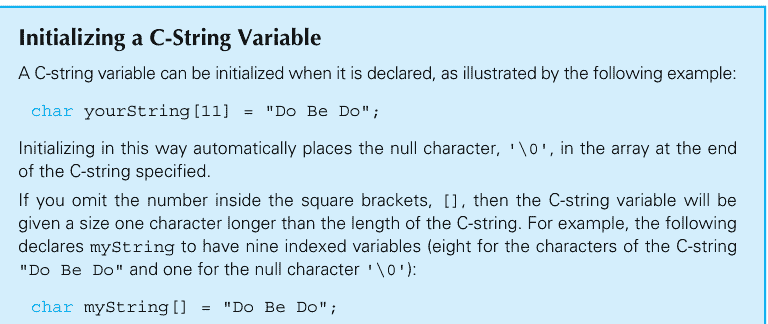 Initializing a C-String Variable
A C-string variable can be initialized when it is declared, as illustrated by the following example:
char yourString[11] = "Do Be Do";
Initializing in this way automatically places the null character, '\0', in the array at the end
of the C-string specified.
If you omit the number inside the square brackets, [], then the C-string variable will be
given a size one character longer than the length of the C-string. For example, the following
declares myString to have nine indexed variables (eight for the characters of the C-string
"Do Be Do" and one for the null character '\0'):
char myString[] = "Do Be Do";